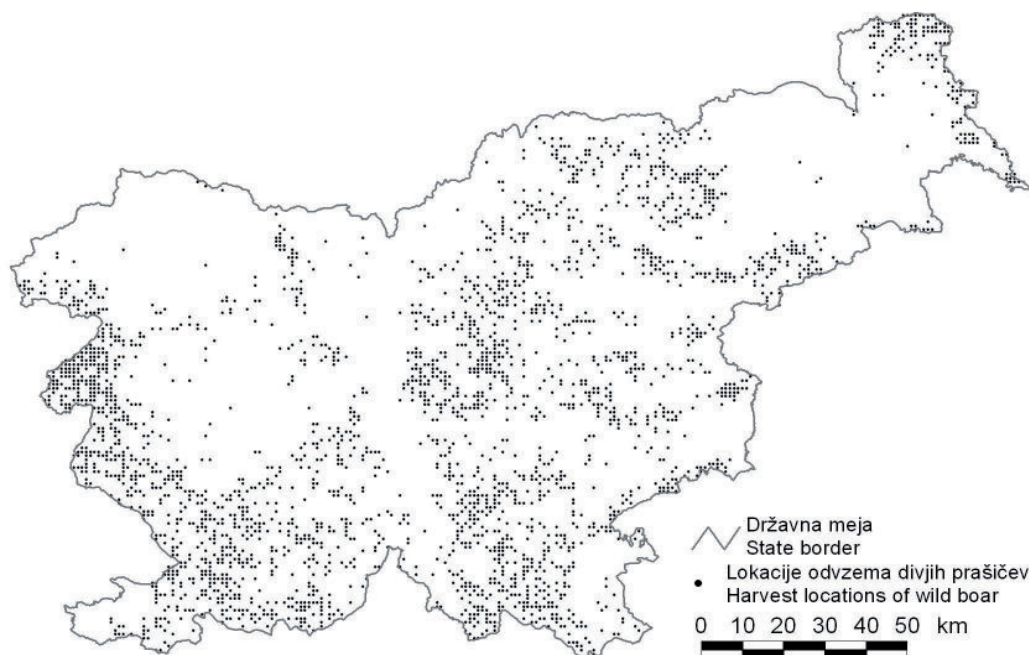 Državna meja
State border
Lokacije odvzema divjih prašičev
Harvest locations of wild boar
0 10 20 30 40 50 km